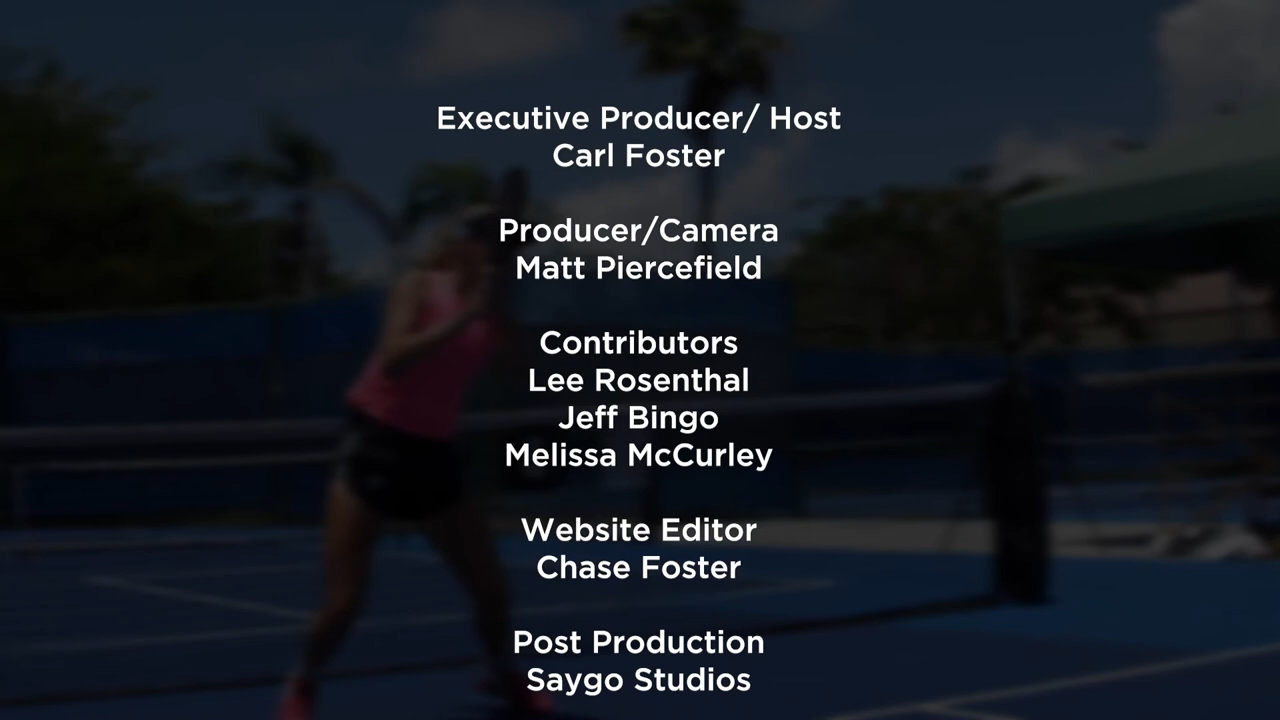 Executive Producer/ Host
Carl Foster
Producer/Camera
Matt Piercefield
Contributors
Lee Rosenthal
Jeff Bingo
Melissa McCurley
Website Editor
Chase Foster
Post Production
Saygo Studios